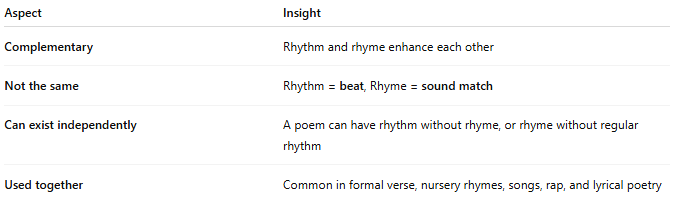 Aspect Insight
Complementary Rhythm and rhyme enhance each other
Not the same Rhythm = beat, Rhyme = sound match
Can exist independently A poem can have rhythm without rhyme, or rhyme without regular
rhythm
Used together Common in formal verse, nursery rhymes, songs, rap, and lyrical poetry